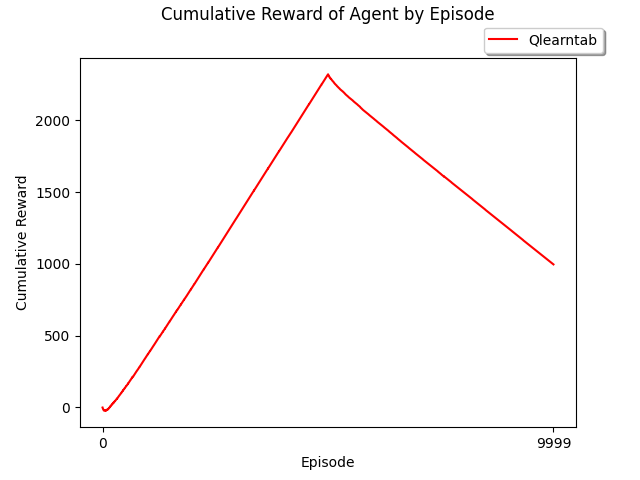 Cumulative Reward of Agent by Episode
Qlearntab
2000
1500
1000
500
0
Cumulative Reward
0
9999
Episode